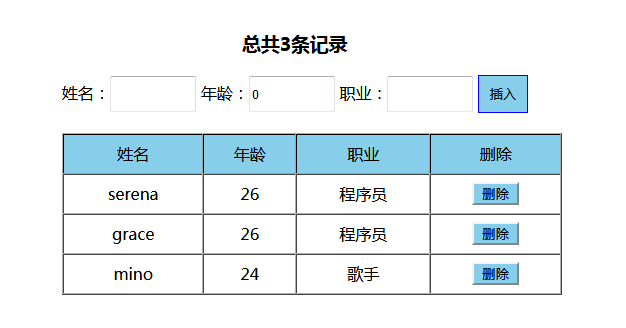 总共3条记录
姓名： 年龄：0 职业： 插入
姓名 年龄 职业 删除
serena 26 程序员 删除
grace 26 程序员 删除
mino 24 歌手 删除